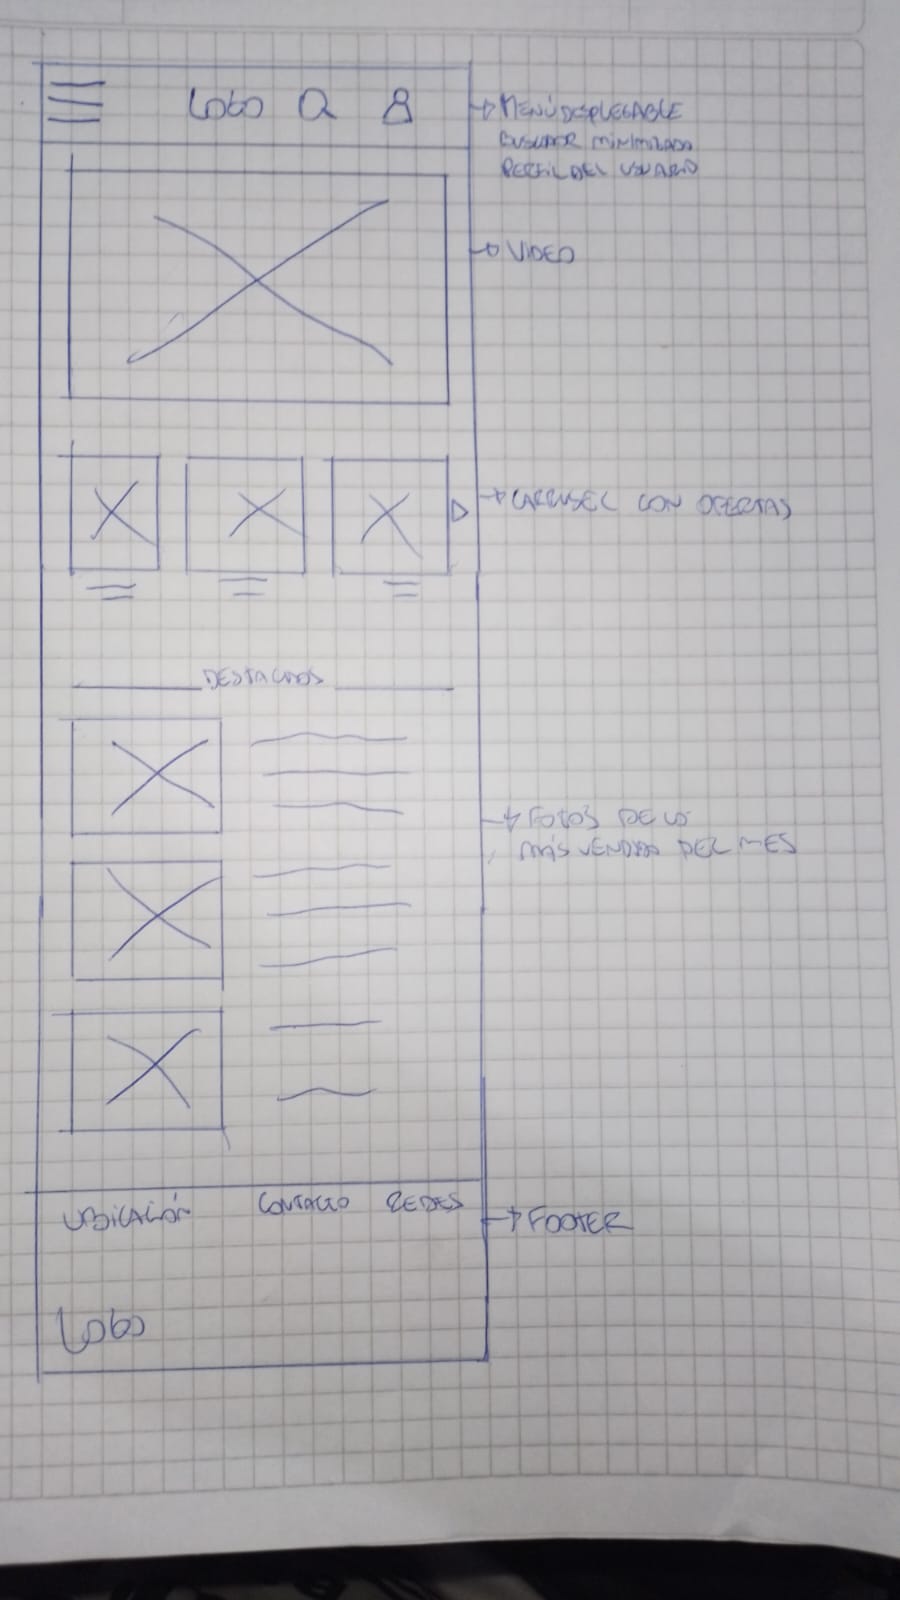 Logo
MENÚ DESPLEGABLE
BUSCADOR MINIMIZADO
PERFIL DEL USUARIO
VIDEO
CARRUSEL CON OFERTAS
DESTACADOS
FOTOS DE LO
MÁS VENDIDO DEL MES
UBICACIÓN CONTACTO REDES
FOOTER
Logo